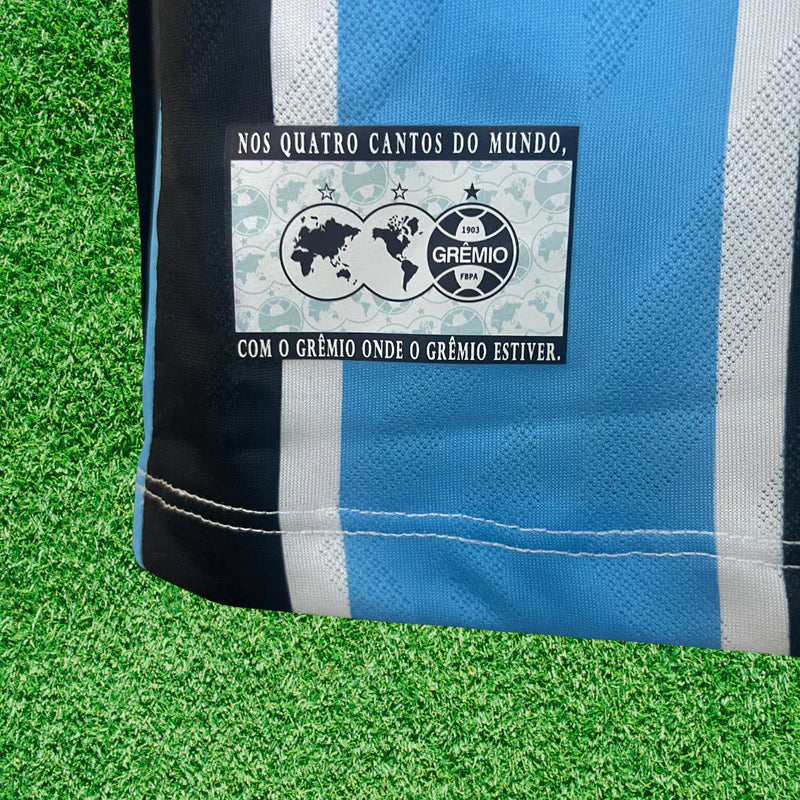 NOS QUATRO CANTOS DO MUNDO,
1903
GRÊMIO
FBPA
COM O GRÊMIO ONDE O GRÊMIO ESTIVER.